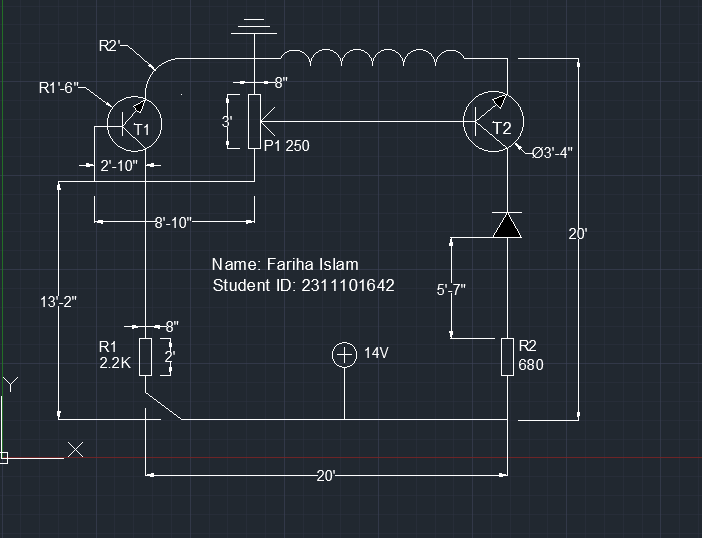 R2'
R1'-6"
8"
3'
T1
T2
P1 250
Ø3'-4"
2'-10"
8'-10"
20'
Name: Fariha Islam
Student ID: 2311101642
5'-7"
13'-2"
8"
R1
2.2K
2'
14V
R2
680
Y
X
20'